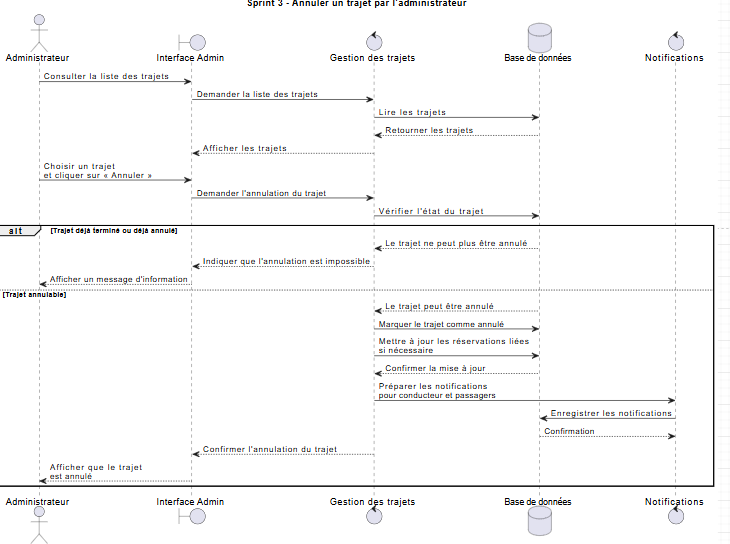 Sprint 3 - Annuler un trajet par l'administrateur
Administrateur
Interface Admin
Gestion des trajets
Base de données
Notifications
Consulter la liste des trajets
Demander la liste des trajets
Lire les trajets
Retourner les trajets
Afficher les trajets
Choisir un trajet
et cliquer sur « Annuler »
Demander l'annulation du trajet
Vérifier l'état du trajet
alt
[Trajet déjà terminé ou déjà annulé]
Le trajet ne peut plus être annulé
Indiquer que l'annulation est impossible
Afficher un message d'information
[Trajet annulable]
Le trajet peut être annulé
Marquer le trajet comme annulé
Mettre à jour les réservations liées
si nécessaire
Confirmer la mise à jour
Préparer les notifications
pour conducteur et passagers
Enregistrer les notifications
Confirmation
Confirmer l'annulation du trajet
Afficher que le trajet
est annulé
Administrateur
Interface Admin
Gestion des trajets
Base de données
Notifications